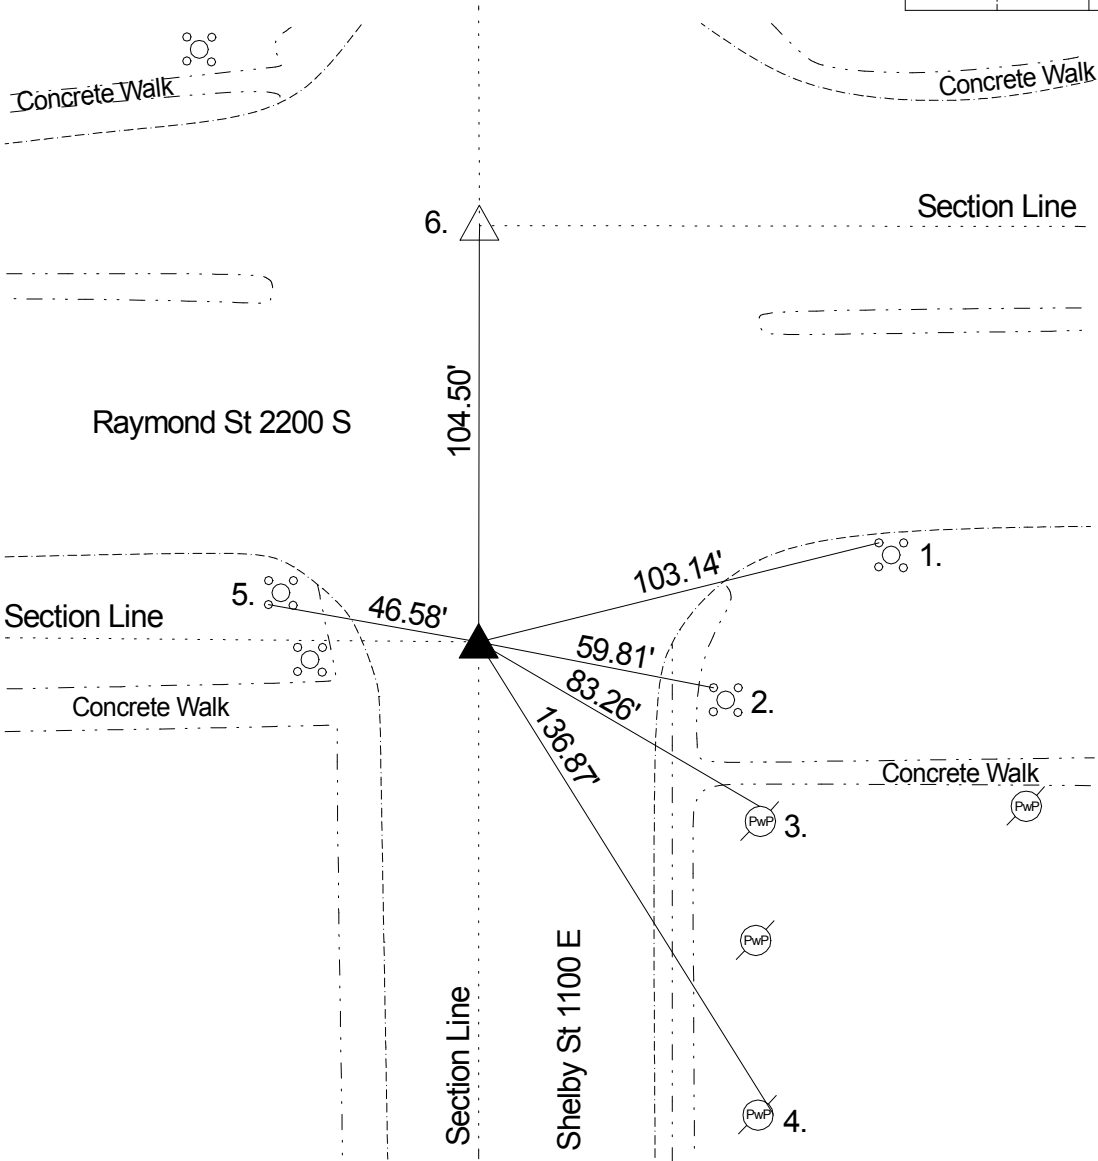 Concrete Walk
Concrete Walk
Section Line
6.
104.50'
Raymond St 2200 S
103.14'
1.
5.
46.58'
Section Line
59.81'
2.
83.26'
Concrete Walk
136.87'
Concrete Walk
PwP
3.
PwP
PwP
Section Line
Shelby St 1100 E
PwP
4.